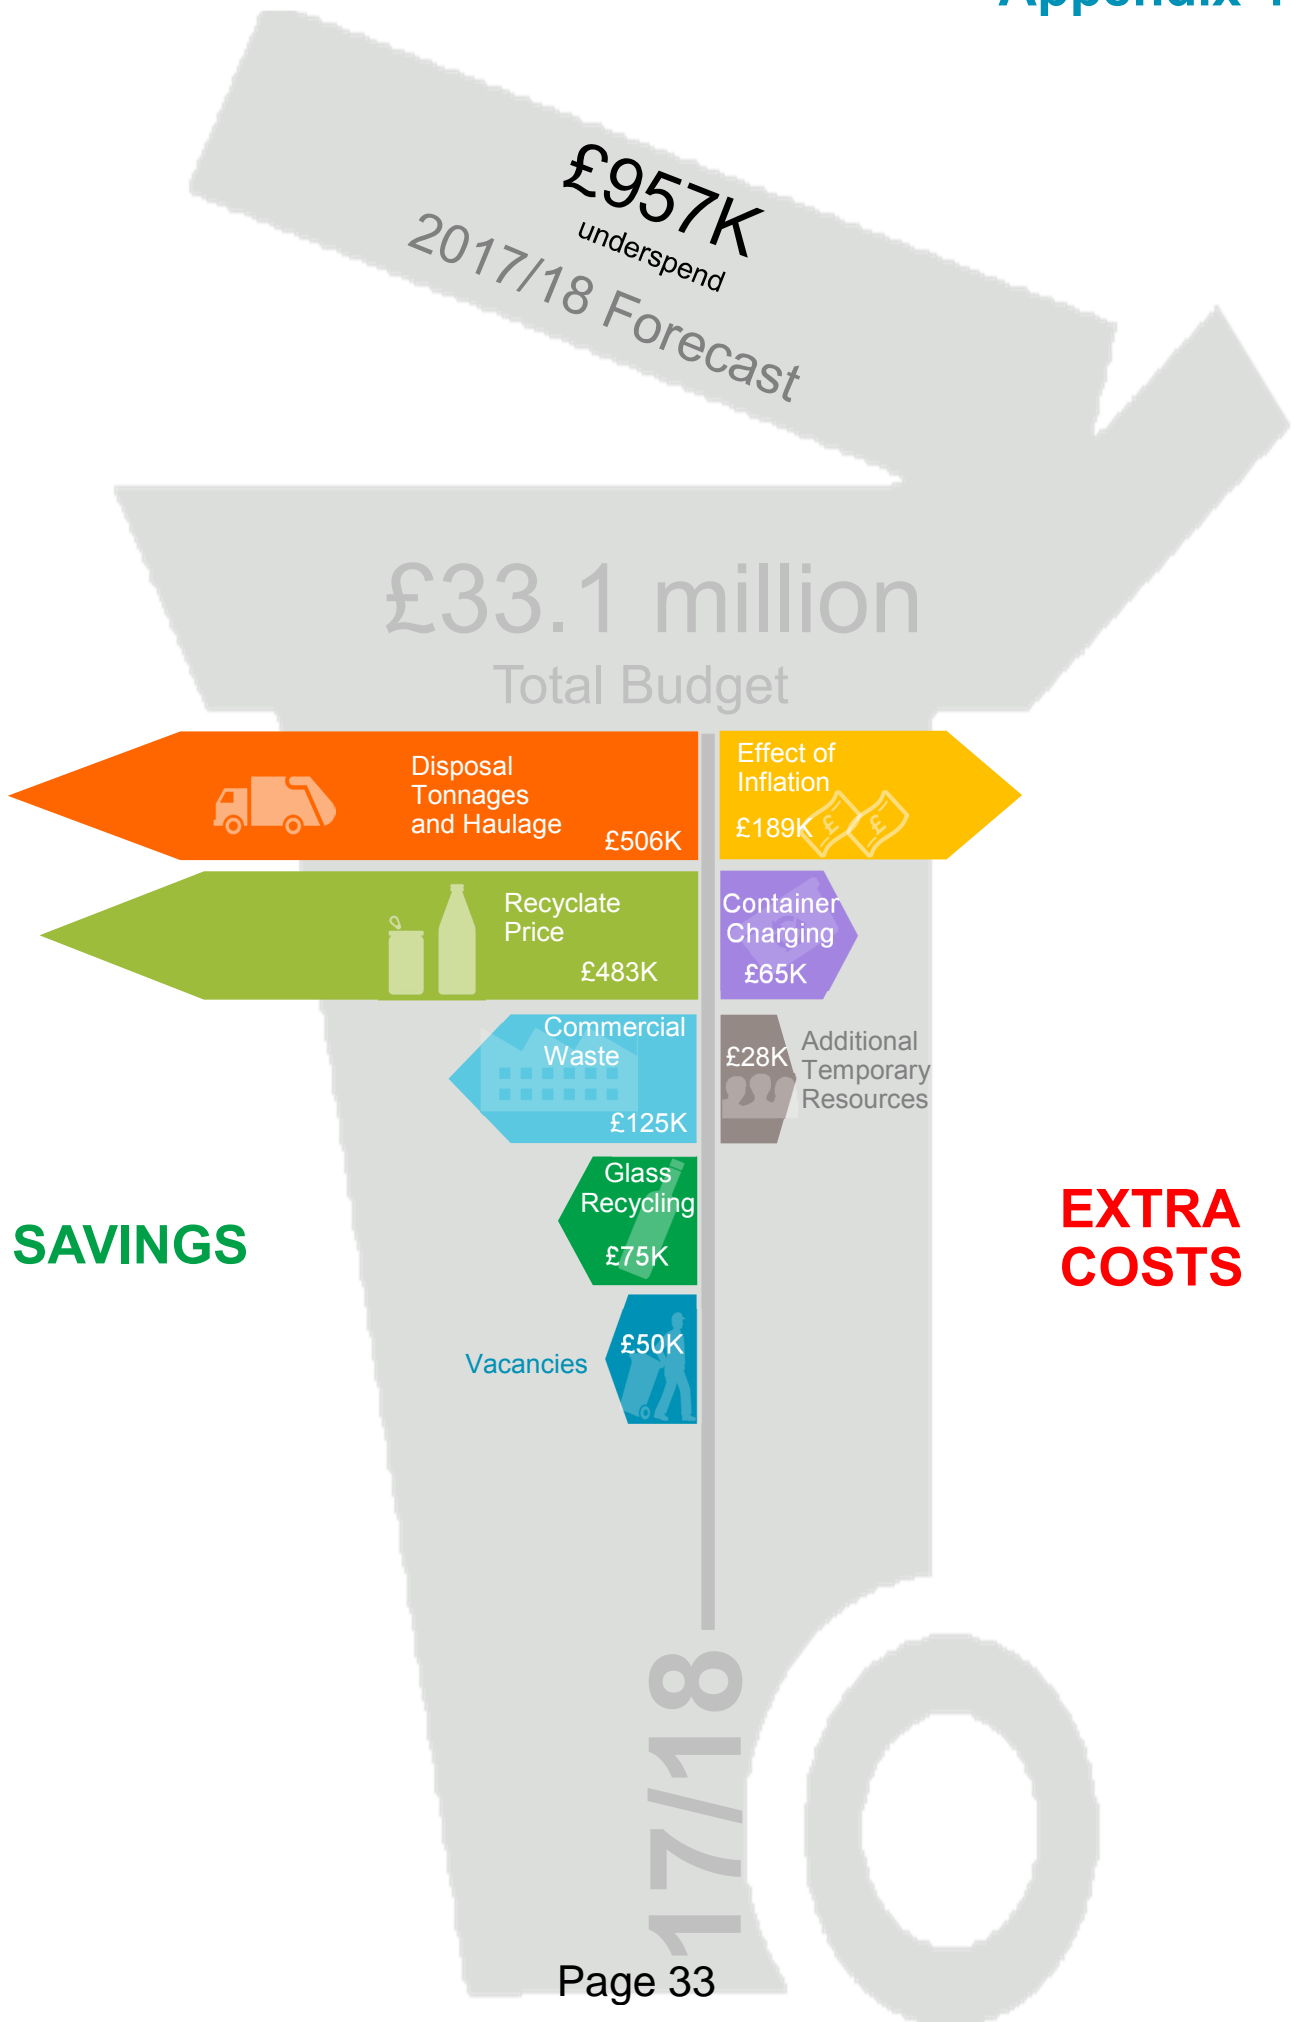 Appendix
£957K
underspend
2017/18 Forecast
£33.1 million
Total Budget
Disposal
Tonnages
and Haulage
£506K
Effect of
Inflation
£189K
££
Recyclate
Price
£483K
Container
Charging
£65K
Commercial
Waste
£125K
£28K
Additional
Temporary
Resources
Glass
Recycling
£75K
SAVINGS
EXTRA
COSTS
£50K
Vacancies
17/18
Page 33